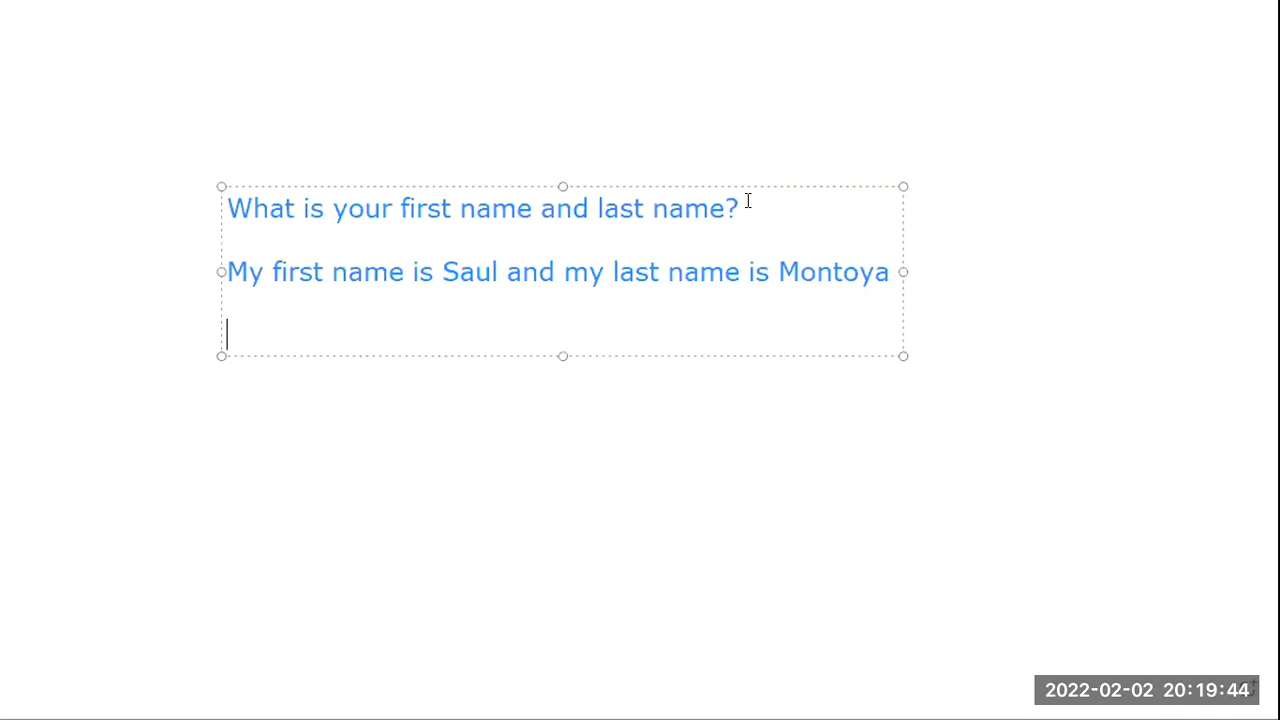 What is your first name and last name?
My first name is Saul and my last name is Montoya
2022-02-02 20:19:44